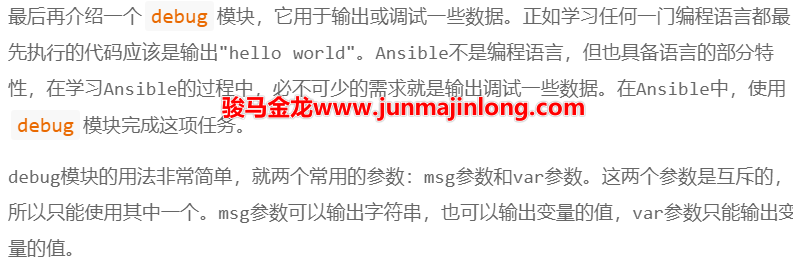 最后再介绍一个 debug 模块，它用于输出或调试一些数据。正如学习任何一门编程语言都最
先执行的代码应该是输出"hello world"。Ansible不是编程语言，但也具备语言的部分特
性，在学习Ansible的过程中，必不可少的需求就是输出调试一些数据。在Ansible中，使用
骏马金龙www.junmajinlong.com
debug 模块完成这项任务。
debug模块的用法非常简单，就两个常用的参数：msg参数和var参数。这两个参数是互斥的，
所以只能使用其中一个。msg参数可以输出字符串，也可以输出变量的值，var参数只能输出变
量的值。